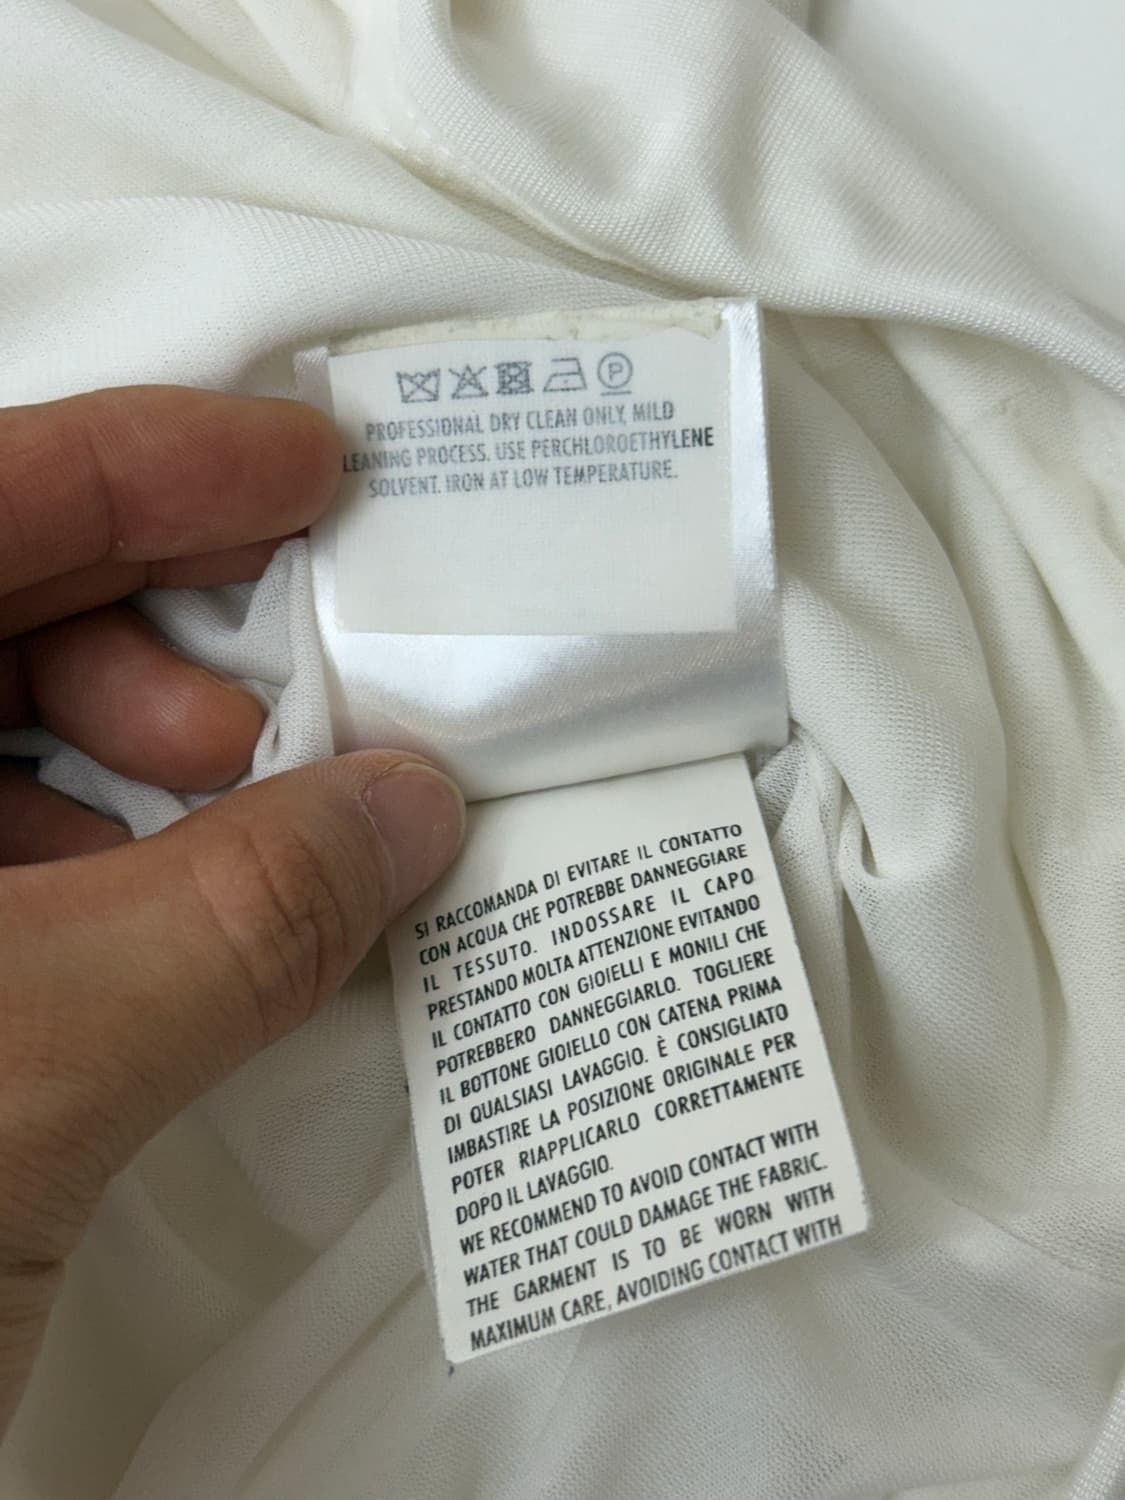 P
PROFESSIONAL DRY CLEAN ONLY, MILD
LEANING PROCESS. USE PERCHLOROETHYLENE
SOLVENT. IRON AT LOW TEMPERATURE.
SI RACCOMANDA DI EVITARE IL CONTATTO
CON ACQUA CHE POTREBBE DANNEGGIARE
IL TESSUTO. INDOSSARE IL CAPO
PRESTANDO MOLTA ATTENZIONE EVITANDO
IL CONTATTO CON GIOIELLI E MONILI CHE
POTREBBERO DANNEGGIARLO. TOGLIERE
IL BOTTONE GIOIELLO CON CATENA PRIMA
DI QUALSIASI LAVAGGIO. È CONSIGLIATO
IMBASTIRE LA POSIZIONE ORIGINALE PER
POTER RIAPPLICARLO CORRETTAMENTE
DOPO IL LAVAGGIO.
WE RECOMMEND TO AVOID CONTACT WITH
WATER THAT COULD DAMAGE THE FABRIC.
THE GARMENT IS TO BE WORN WITH
MAXIMUM CARE, AVOIDING CONTACT WITH